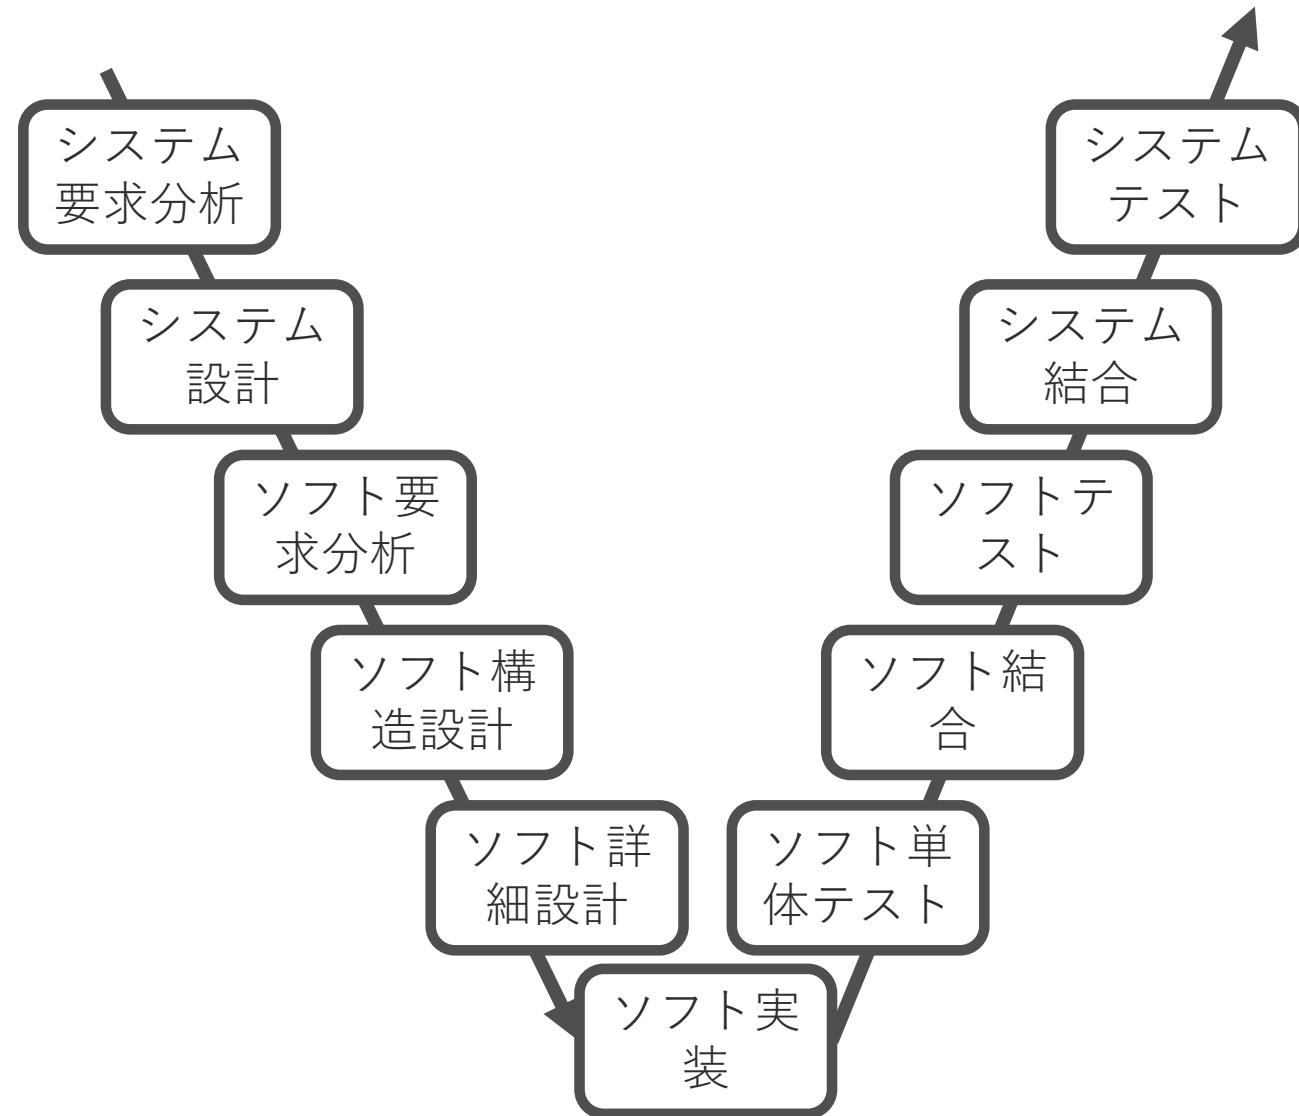 システム
要求分析
システム
設計
ソフト要
求分析
ソフト構
造設計
ソフト詳
細設計
ソフト実
装
ソフト単
体テスト
ソフト結
合
ソフトテ
スト
システム
結合
システム
テスト